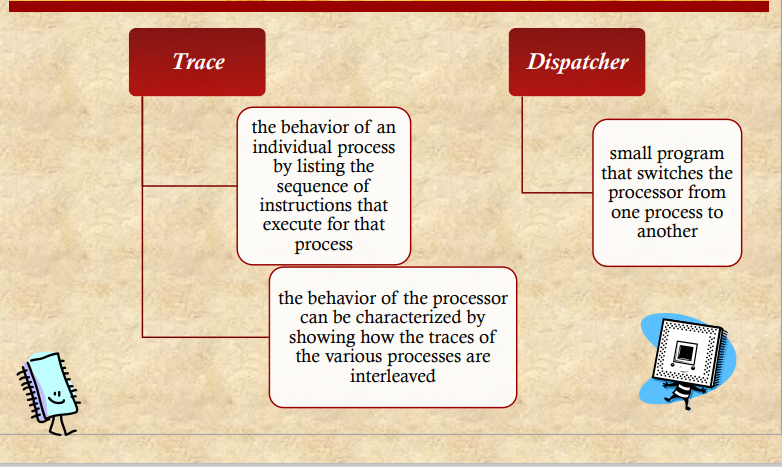 Trace
the behavior of an
individual process
by listing the
sequence of
instructions that
execute for that
process
the behavior of the processor
can be characterized by
showing how the traces of
the various processes are
interleaved
Dispatcher
small program
that switches the
processor from
one process to
another